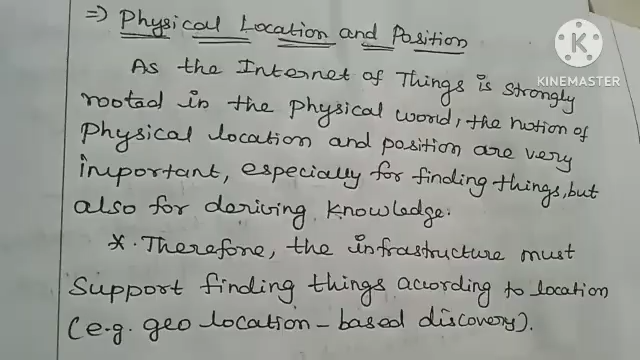 => Physical Location and Position
K
KINEMASTER
As the Internet of Things is strongly
rooted in the physical world, the notion of
physical location and position are very
important, especially for finding things, but
also for deriving knowledge.
*. Therefore, the infrastructure must
Support finding things according to location
(e.g. geo location - based discovery).